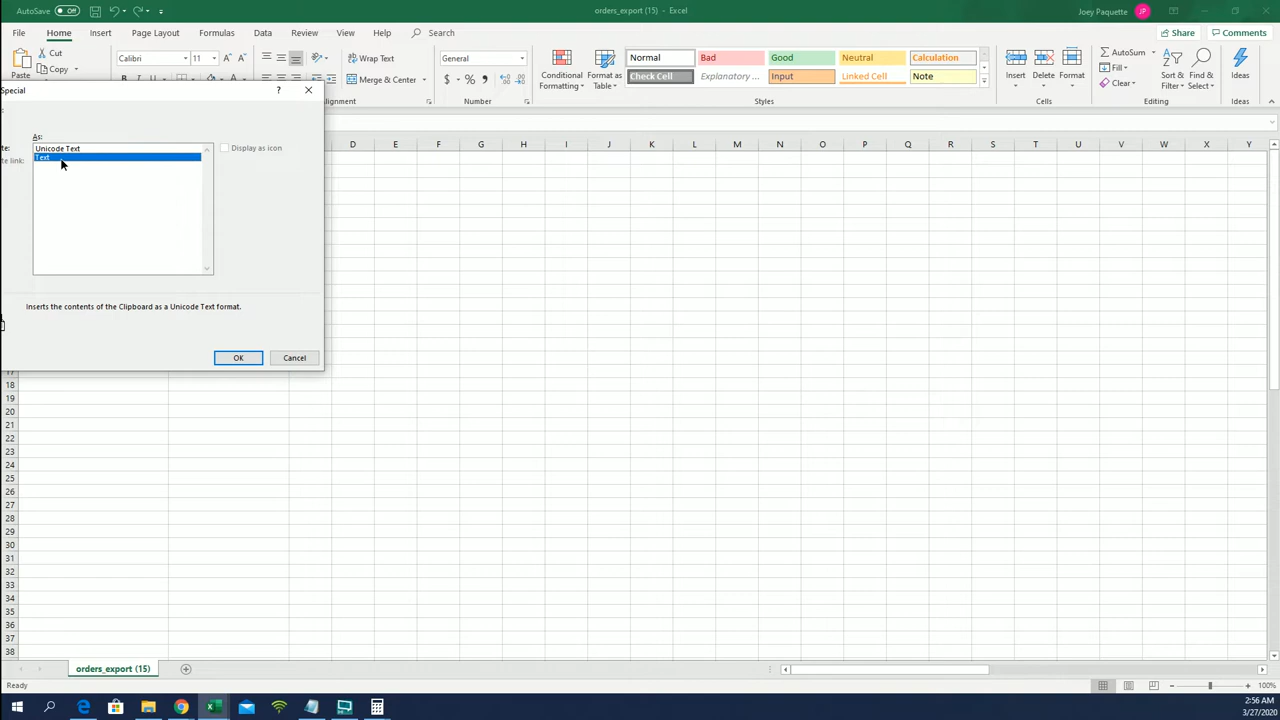 AutoSave Off
orders_export (15) - Excel
Joey Paquette JP
File Home Insert Page Layout Formulas Data Review View Help Search
Share Comments
Cut
Copy
Paste
Calibri 11
Wrap Text
Merge & Center
General
$ % ,
Conditional Formatting
Format as Table
Normal Bad Good Neutral Calculation
Check Cell Explanatory ... Input Linked Cell Note
Insert Delete Format
AutoSum
Fill
Clear
Sort & Filter
Find & Select
Ideas
Alignment Number Styles Cells Editing Ideas
Special ?
As:
Unicode Text
Text
te link:
Display as icon
Inserts the contents of the Clipboard as a Unicode Text format.
OK Cancel
D E F G H I J K L M N O P Q R S T U V W X Y
17
18
19
20
21
22
23
24
25
26
27
28
29
30
31
32
33
34
35
36
37
38
orders_export (15)
Ready
100%
2:56 AM
3/27/2020